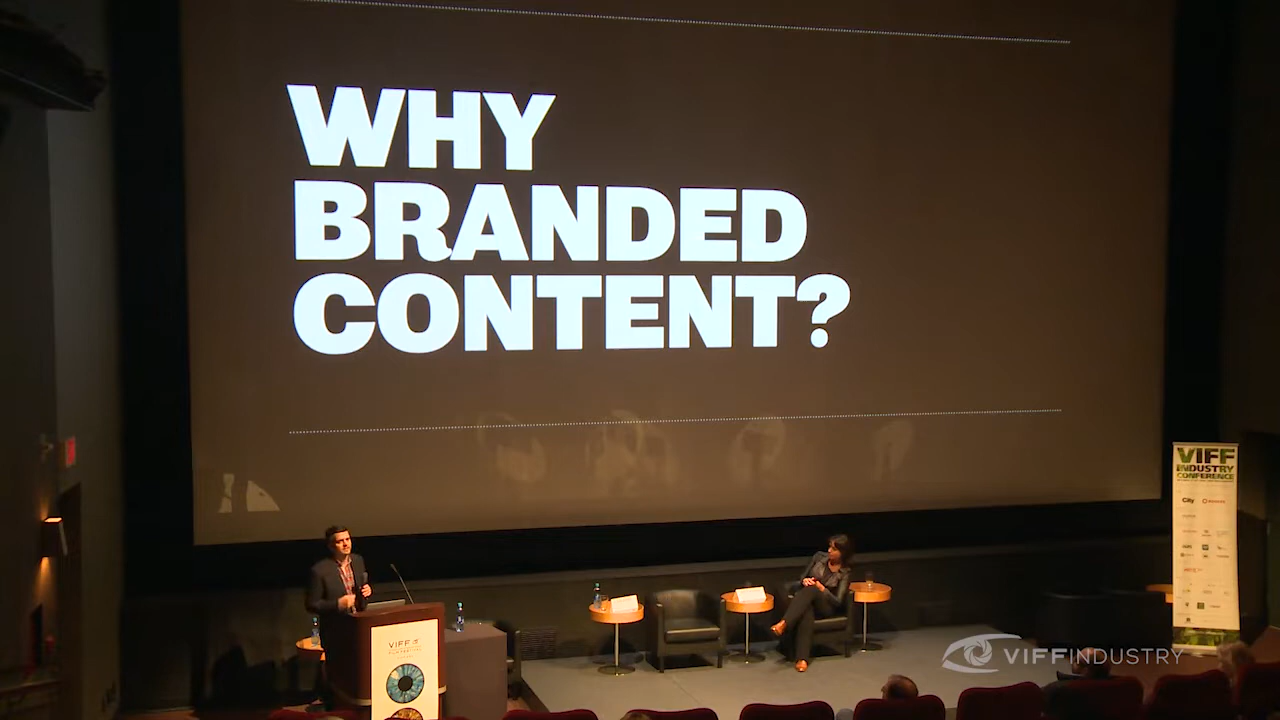 WHY
BRANDED
CONTENT?
VIFF
INDUSTRY
CONFERENCE
City
VIFF
VIFFINDUSTRY